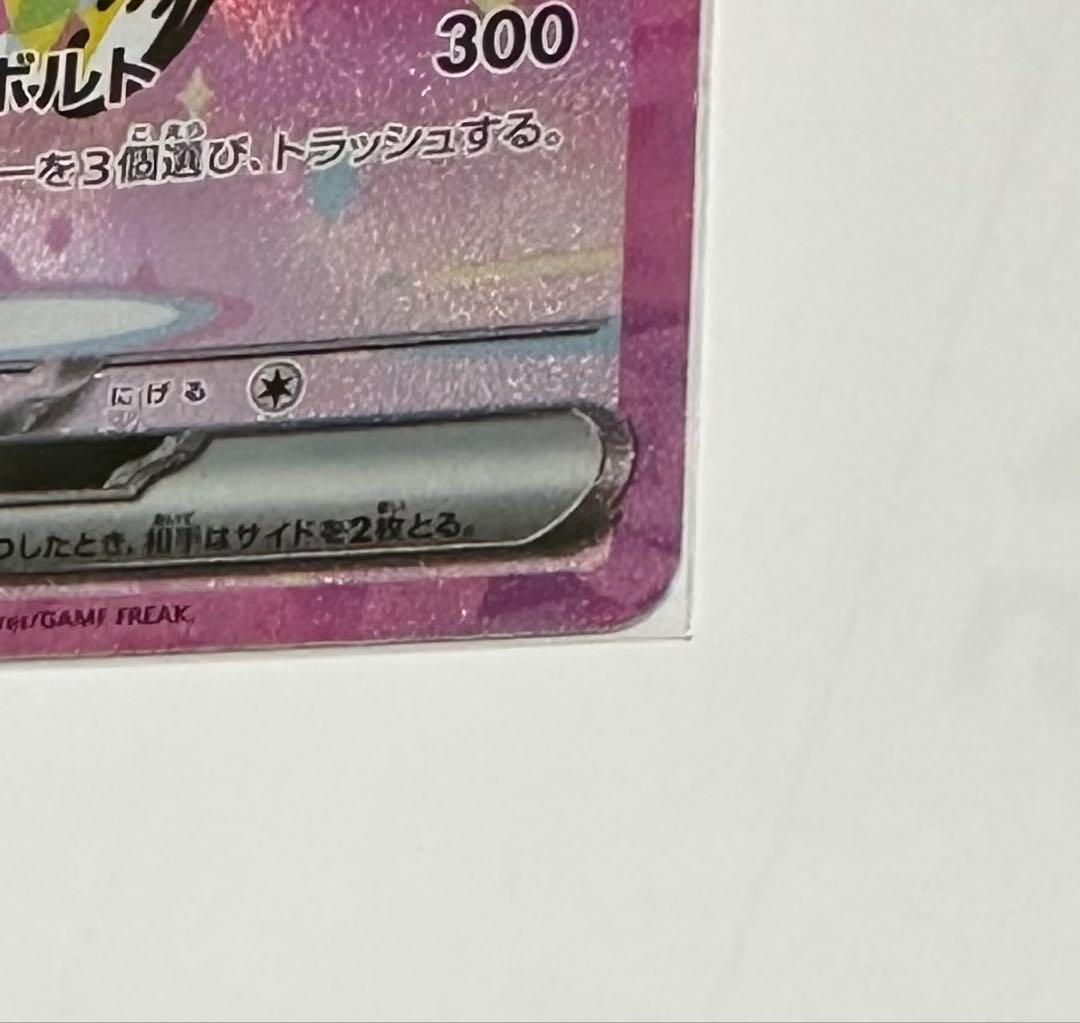 ボルト 300
ーを3個選び、トラッシュする。
にげる
したとき、相手はサイドを2枚とる。
/GAME FREAK.